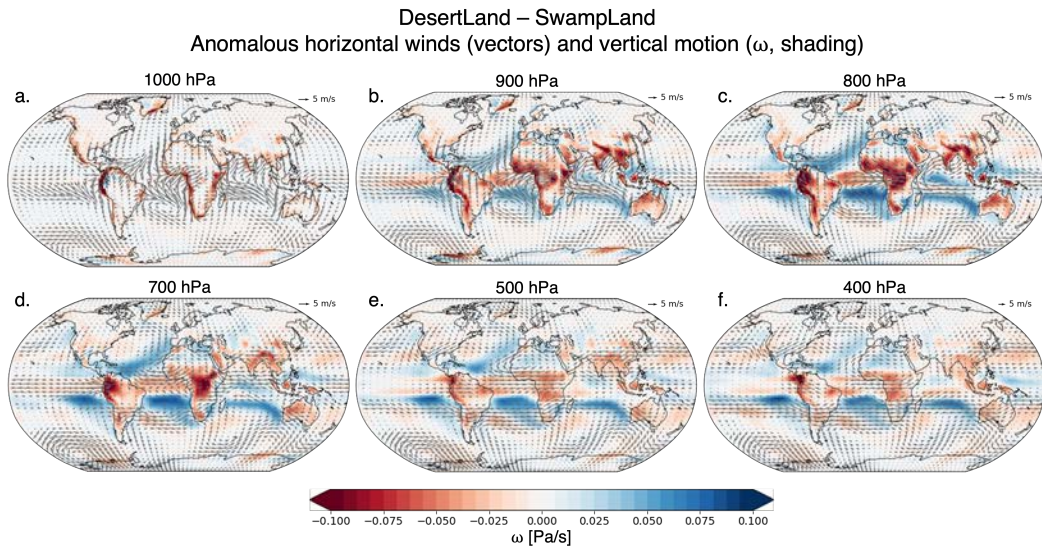 DesertLand – SwampLand
Anomalous horizontal winds (vectors) and vertical motion (ω, shading)
a.
1000 hPa
5 m/s
b.
900 hPa
5 m/s
c.
800 hPa
5 m/s
d.
700 hPa
5 m/s
e.
500 hPa
5 m/s
f.
400 hPa
5 m/s
−0.100 −0.075 −0.050 −0.025 0.000 0.025 0.050 0.075 0.100
ω [Pa/s]